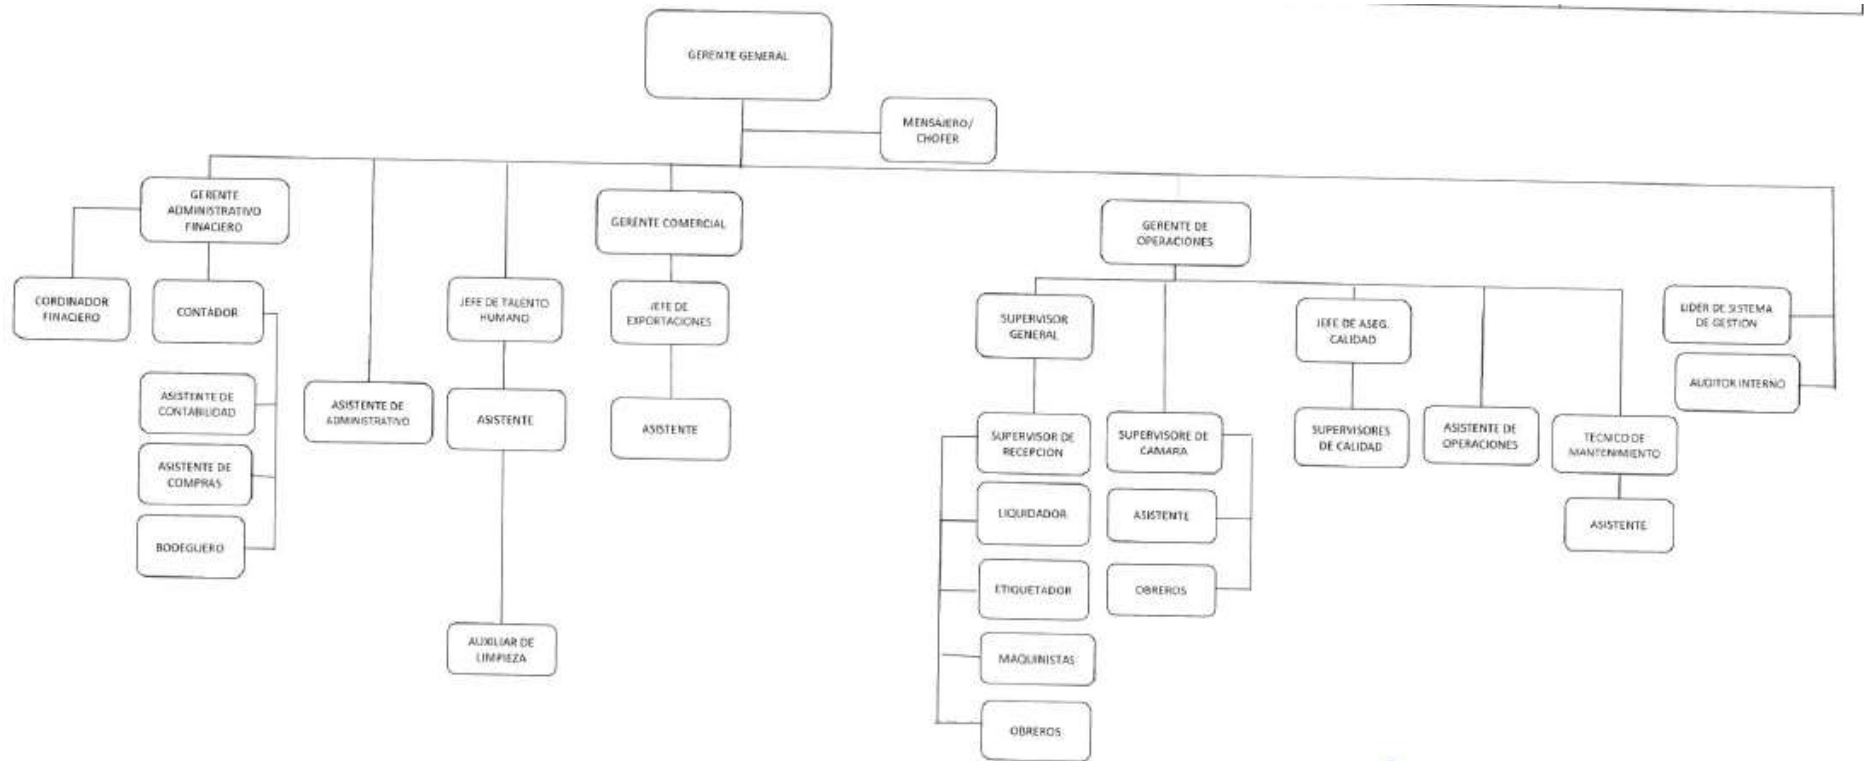 GERENTE GENERAL
MENSAJERO/
CHOFER
GERENTE
ADMINISTRATIVO
FINACIERO
GERENTE COMERCIAL
GERENTE DE
OPERACIONES
CORDINADOR
FINACIERO
CONTADOR
JEFE DE TALENTO
HUMANO
JEFE DE
EXPORTACIONES
SUPERVISOR
GENERAL
JEFE DE ASEG.
CALIDAD
LIDER DE SISTEMA
DE GESTIÓN
AUDITOR INTERNO
ASISTENTE DE
CONTABILIDAD
ASISTENTE DE
ADMINISTRATIVO
ASISTENTE
ASISTENTE
SUPERVISOR DE
RECEPCIÓN
SUPERVISORE DE
CÁMARA
SUPERVISORES
DE CALIDAD
ASISTENTE DE
OPERACIONES
TECNICO DE
MANTENIMIENTO
ASISTENTE DE
COMPRAS
LIQUIDADOR
ASISTENTE
ASISTENTE
BODEGUERO
ETIQUETADOR
OBREROS
AUXILIAR DE
LIMPIEZA
MAQUINISTAS
OBREROS